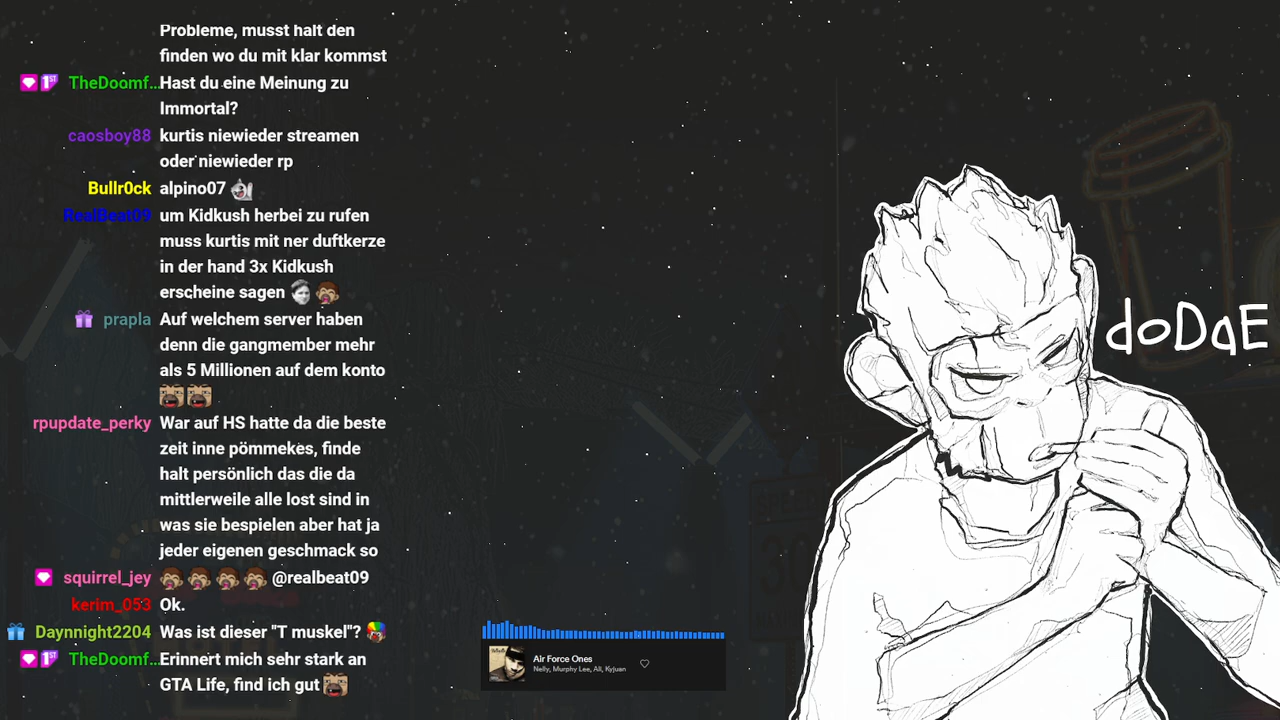 Probleme, musst halt den
finden wo du mit klar kommst
TheDoomf... Hast du eine Meinung zu
Immortal?
caosboy88 kurtis niewieder streamen
oder niewieder rp
Bullr0ck alpino07
RealBeat09 um Kidkush herbei zu rufen
muss kurtis mit ner duftkerze
in der hand 3x Kidkush
erscheine sagen
prapla Auf welchem server haben
denn die gangmember mehr
als 5 Millionen auf dem konto
rpupdate_perky War auf HS hatte da die beste
zeit inne pömmekes, finde
halt persönlich das die da
mittlerweile alle lost sind in
was sie bespielen aber hat ja
jeder eigenen geschmack so
squirrel_jey @realbeat09
kerim_053 Ok.
Daynnight2204 Was ist dieser "T muskel"?
TheDoomf... Erinnert mich sehr stark an
GTA Life, find ich gut
doDaE
Air Force Ones
Nelly, Murphy Lee, Ali, Kyjuan